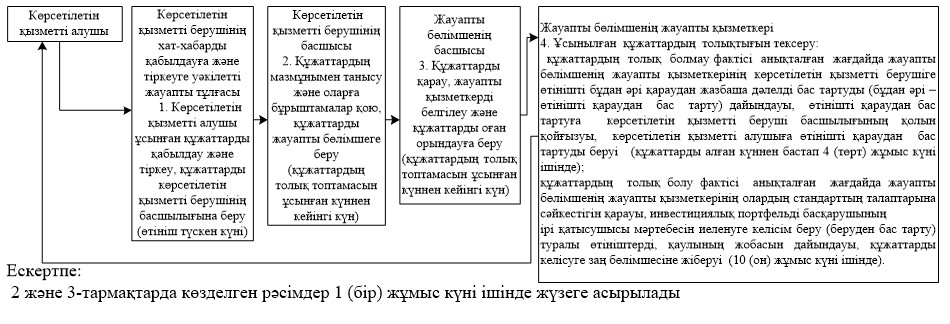 Көрсетілетін
қызметті алушы
Көрсетілетін
қызметті берушінің
хат-хабарды
қабылдауға және
тіркеуге уәкілетті
жауапты тұлғасы
1. Көрсетілетін
қызметті алушы
ұсынған құжаттарды
қабылдау және
тіркеу, құжаттарды
көрсетілетін
қызметті берушінің
басшылығына беру
(өтініш түскен күні)
Көрсетілетін
қызметті берушінің
басшысы
2. Құжаттардың
мазмұнымен танысу
және оларға
бұрыштамалар қою,
құжаттарды
жауапты бөлімшеге
беру
(құжаттардың
толық топтамасын
ұсынған күннен
кейінгі күн)
Жауапты
бөлімшенің
басшысы
3. Құжаттарды
қарау, жауапты
қызметкерді
белгілеу және
құжаттарды оған
орындауға беру
(құжаттардың толық
топтамасын ұсынған
күннен кейінгі күн)
Жауапты бөлімшенің жауапты қызметкері
4. Ұсынылған құжаттардың толықтығын тексеру:
құжаттардың толық болмау фактісі анықталған жағдайда жауапты
бөлімшенің жауапты қызметкерінің көрсетілетін қызметті берушіге
өтінішті бұдан әрі қараудан жазбаша дәлелді бас тартуды (бұдан әрі –
өтінішті қараудан бас тарту) дайындауы, өтінішті қараудан бас
тартуға көрсетілетін қызметті беруші басшылығының қолын
қойғызуы, көрсетілетін қызметті алушыға өтінішті қараудан бас
тартуды беруі (құжаттарды алған күннен бастап 4 (төрт) жұмыс күні
ішінде);
құжаттардың толық болу фактісі анықталған жағдайда жауапты
бөлімшенің жауапты қызметкерінің олардың стандарттың талаптарына
сәйкестігін қарауы, инвестициялық портфельді басқарушының
ірі қатысушысы мәртебесін иеленуге келісім беру (беруден бас тарту)
туралы өтініштерді, қаулының жобасын дайындауы, құжаттарды
келісуге заң бөлімшесіне жіберуі (10 (он) жұмыс күні ішінде).
Ескертпе:
2 және 3-тармақтарда көзделген рәсімдер 1 (бір) жұмыс күні ішінде жүзеге асырылады